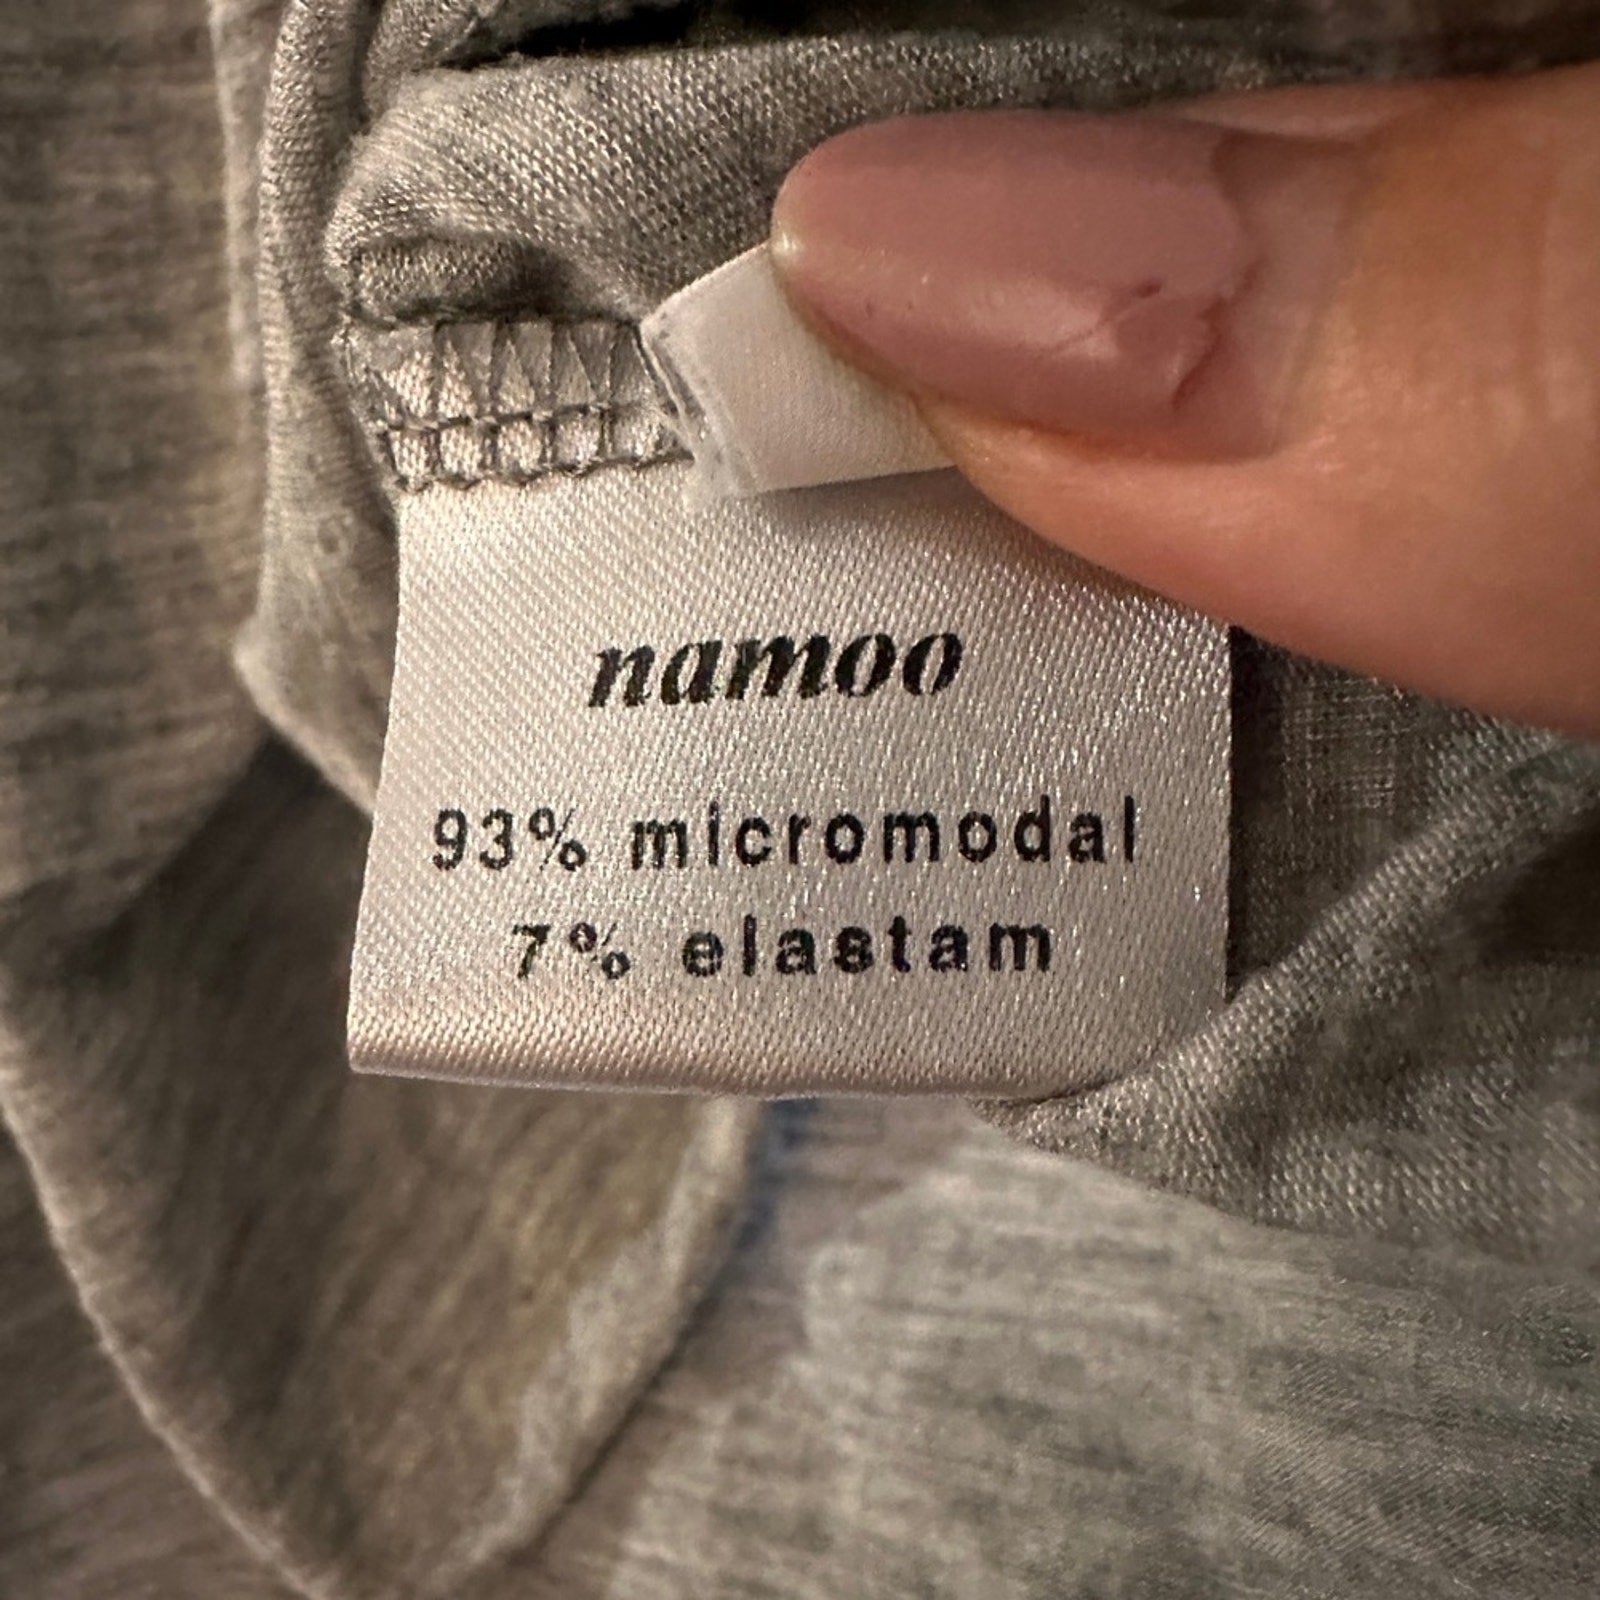 namoo
93% micromodal
7% elastam